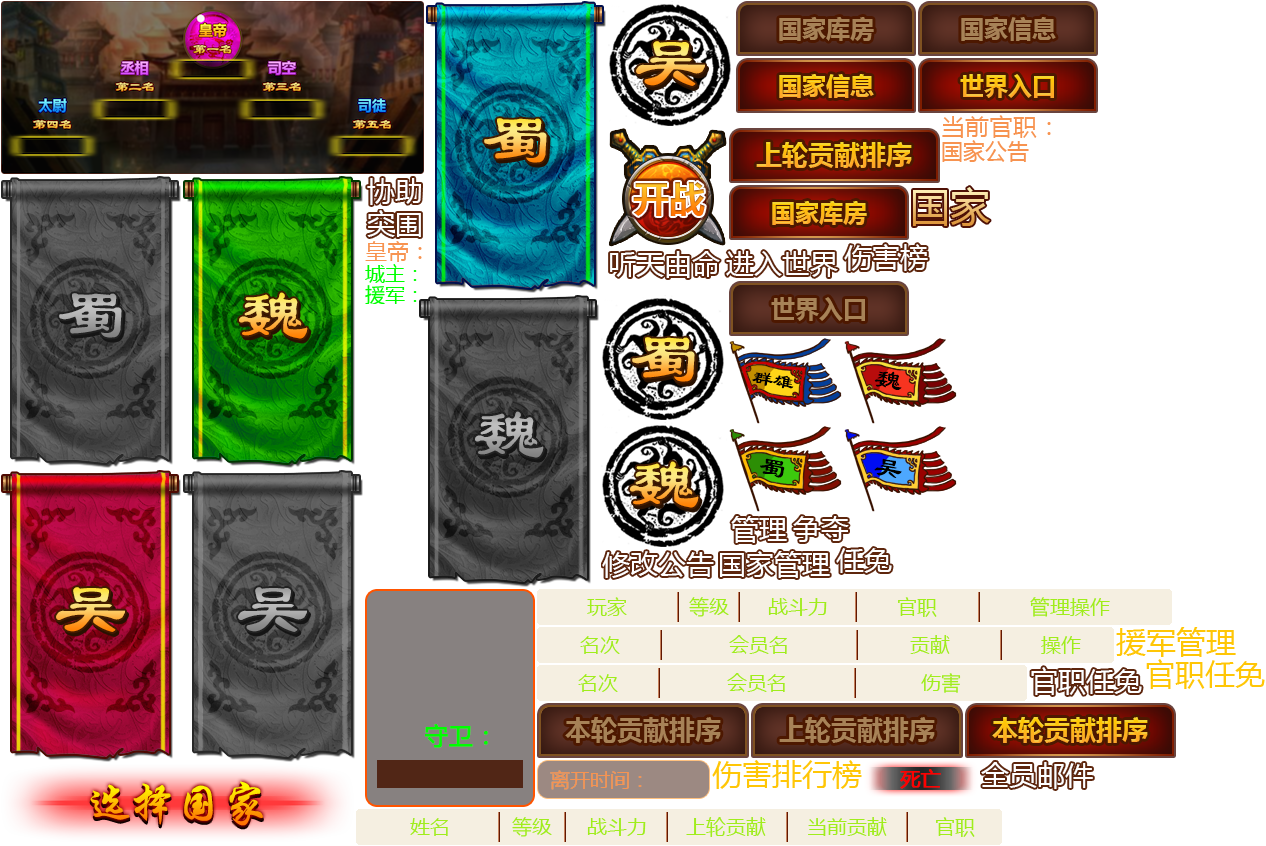 皇帝
第一名
丞相
第二名
司空
第三名
太尉
第四名
司徒
第五名
蜀
吴
国家库房
国家信息
国家信息
世界入口
开战
上轮贡献排序
当前官职：
国家公告
国家库房
国家
听天由命
进入世界
伤害榜
蜀
魏
协助
突围
皇帝：
城主：
援军：
魏
蜀
魏
世界入口
群雄
魏
蜀
吴
管理
争夺
修改公告
国家管理
任免
吴
吴
守卫：
玩家
等级
战斗力
官职
管理操作
名次
会员名
贡献
操作
援军管理
名次
会员名
伤害
官职任免
官职任免
本轮贡献排序
上轮贡献排序
本轮贡献排序
离开时间：
伤害排行榜
死亡
全员邮件
选择国家
姓名
等级
战斗力
上轮贡献
当前贡献
官职